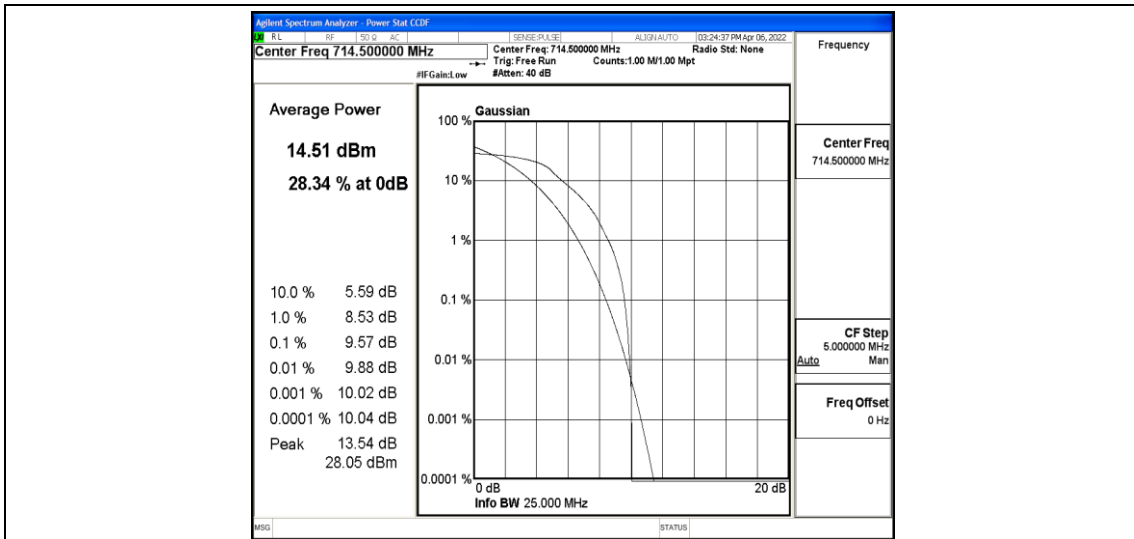 Agilent Spectrum Analyzer - Power Stat CCDF
LXI RL RF 50 Ω AC SENSE:PULSE ALIGN AUTO 03:24:37 PM Apr 06, 2022
Center Freq 714.500000 MHz
Center Freq: 714.500000 MHz Radio Std: None
Trig: Free Run Counts:1.00 M/1.00 Mpt
#IFGain:Low #Atten: 40 dB
Frequency
Average Power
14.51 dBm
28.34 % at 0dB
10.0 % 5.59 dB
1.0 % 8.53 dB
0.1 % 9.57 dB
0.01 % 9.88 dB
0.001 % 10.02 dB
0.0001 % 10.04 dB
Peak 13.54 dB
28.05 dBm
Gaussian
100 %
10 %
1 %
0.1 %
0.01 %
0.001 %
0.0001 %
0 dB 20 dB
Info BW 25.000 MHz
Center Freq
714.500000 MHz
CF Step
5.000000 MHz
Auto Man
Freq Offset
0 Hz
MSG STATUS